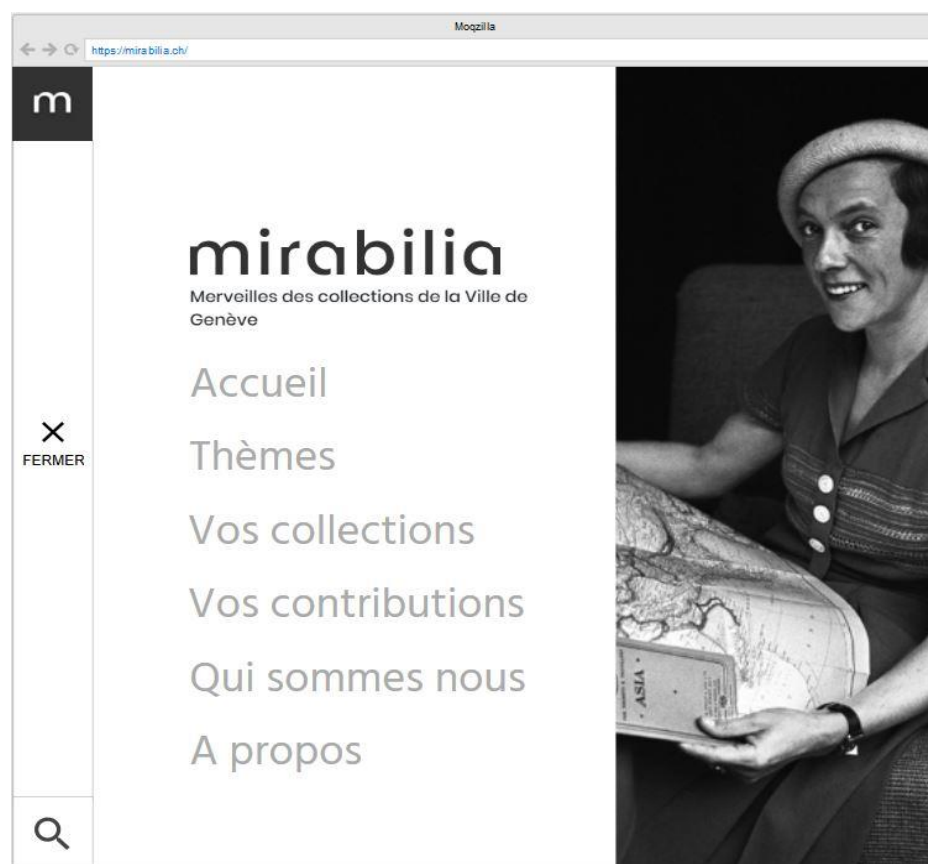 Moqzilla
https://mirabilia.ch/
m
mirabilia
Merveilles des collections de la Ville de
Genève
Accueil
Thèmes
FERMER
Vos collections
Vos contributions
Qui sommes nous
A propos
ASIA